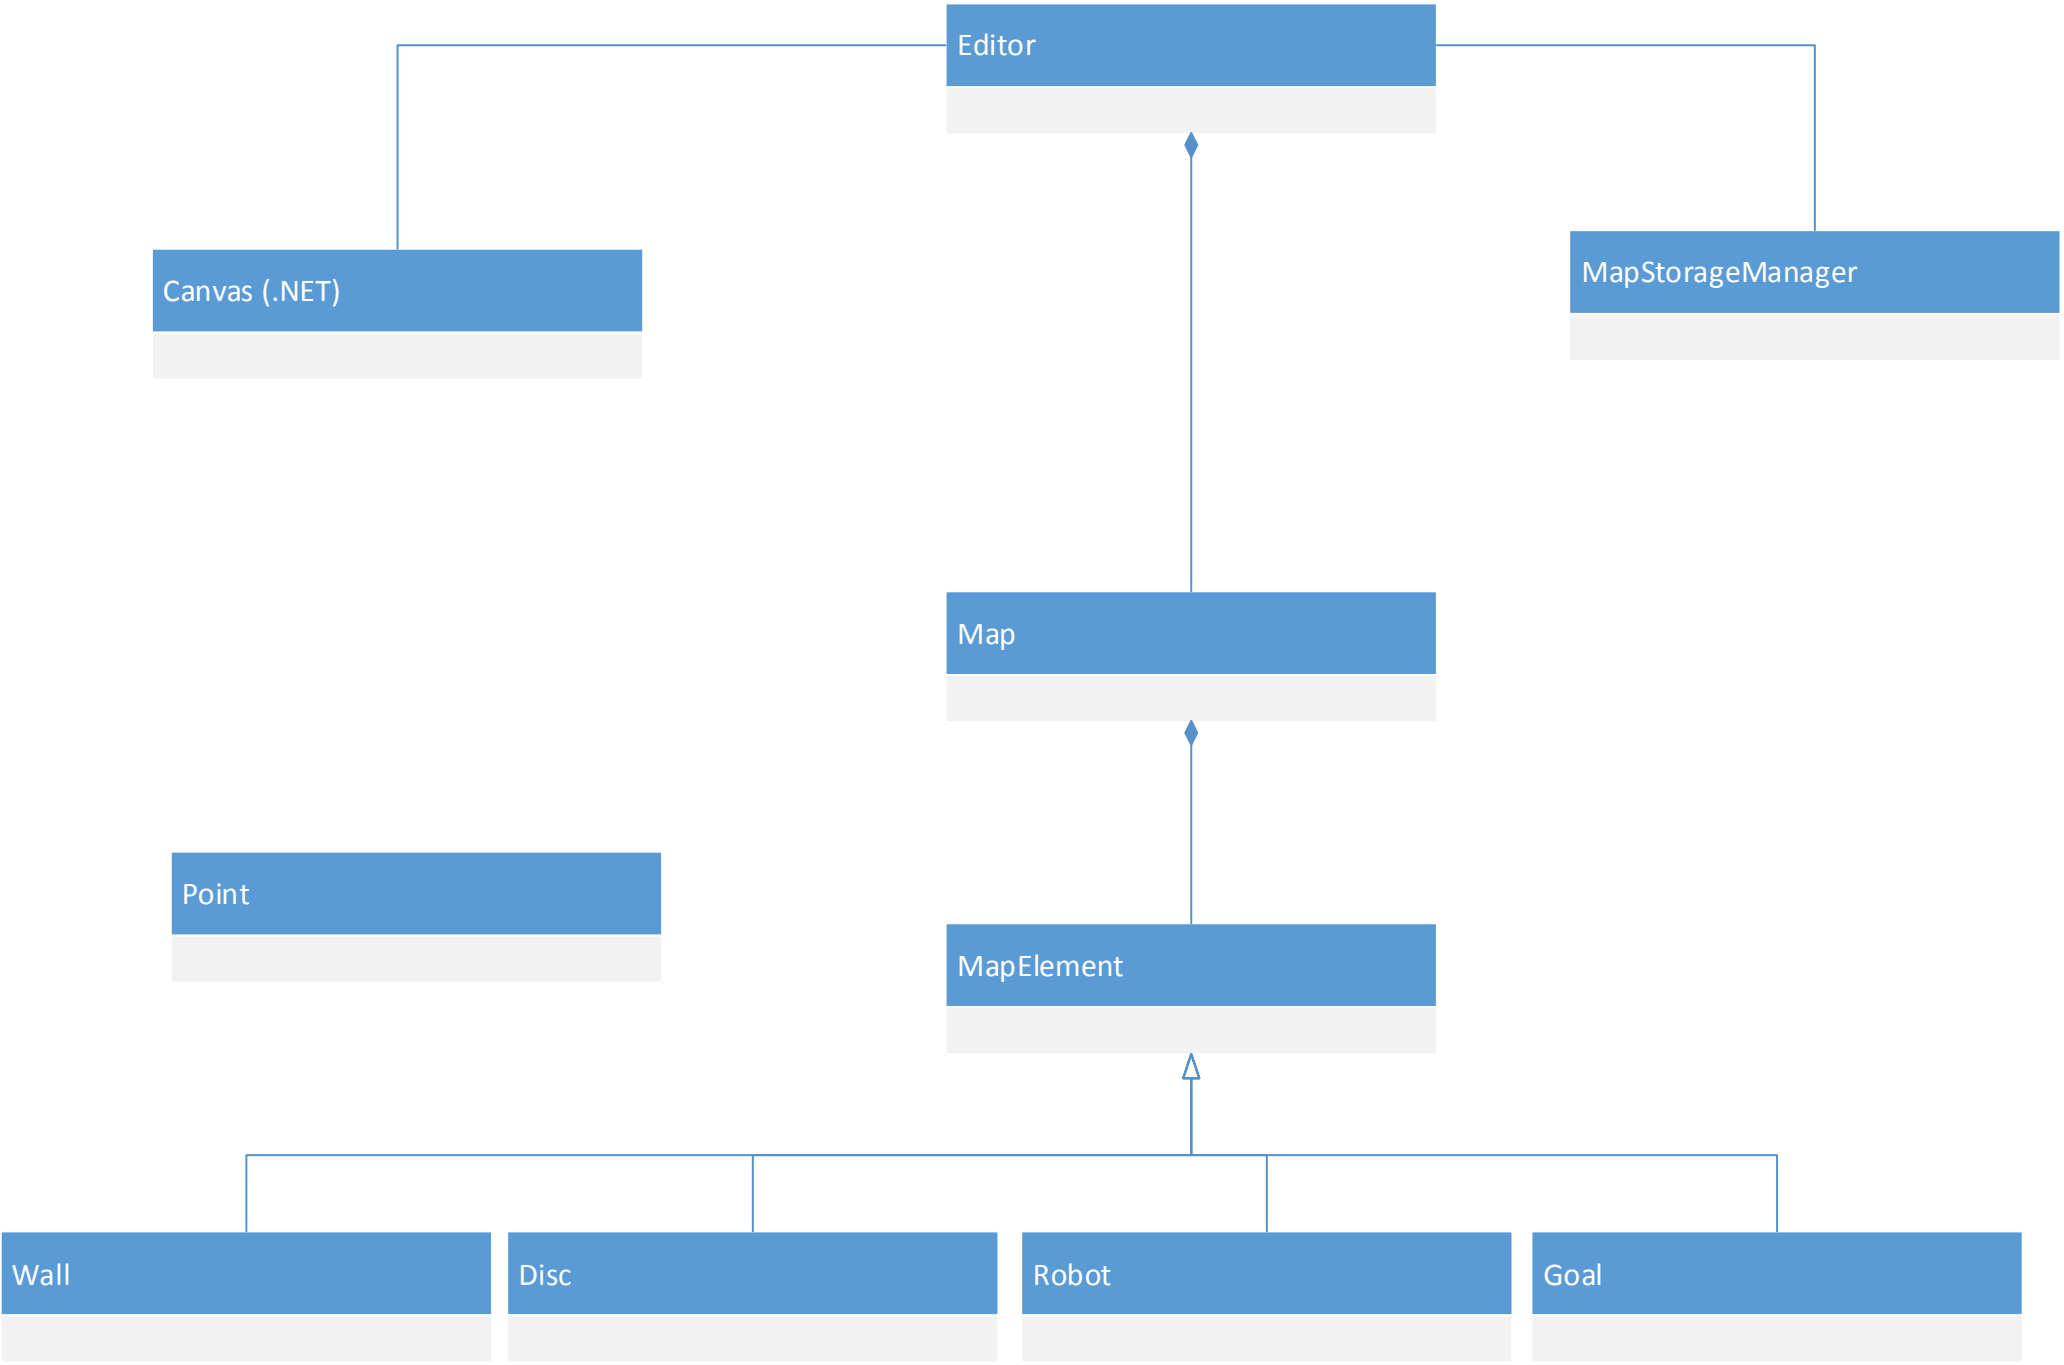 Editor
Canvas (.NET)
MapStorageManager
Map
Point
MapElement
Wall
Disc
Robot
Goal